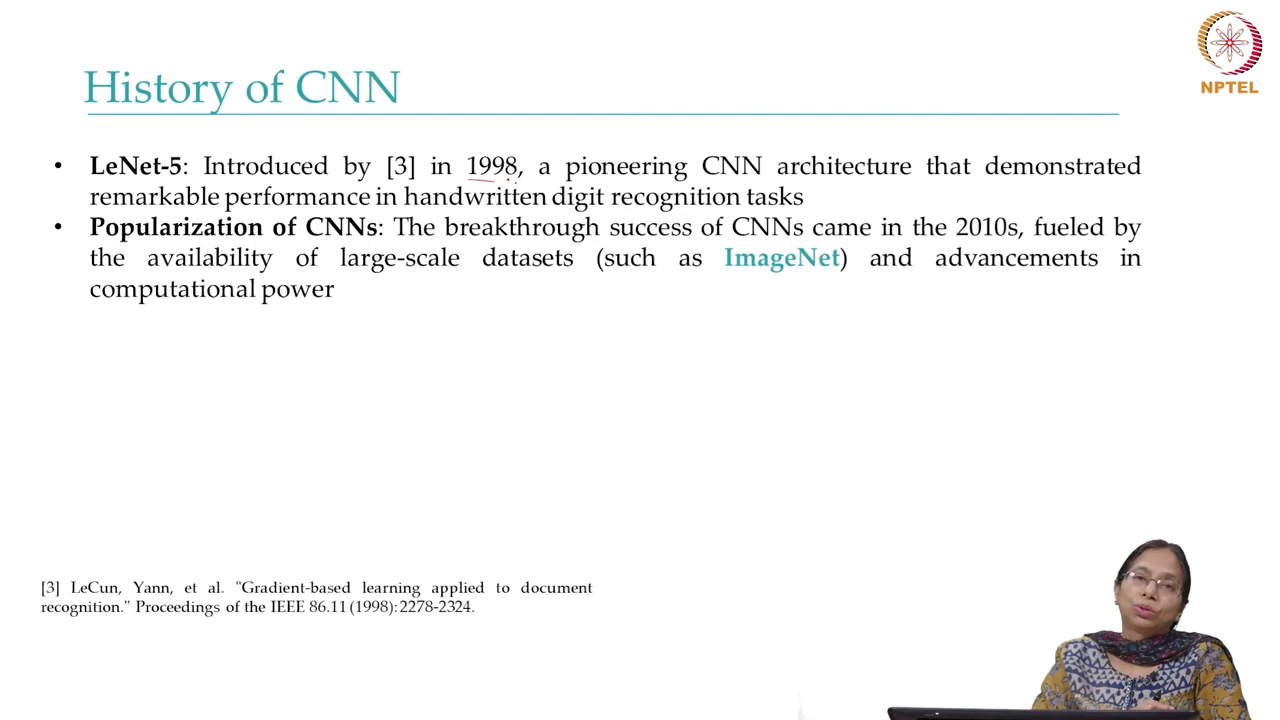 NPTEL
History of CNN
• LeNet-5: Introduced by [3] in 1998, a pioneering CNN architecture that demonstrated
remarkable performance in handwritten digit recognition tasks
• Popularization of CNNs: The breakthrough success of CNNs came in the 2010s, fueled by
the availability of large-scale datasets (such as ImageNet) and advancements in
computational power
[3] LeCun, Yann, et al. "Gradient-based learning applied to document
recognition." Proceedings of the IEEE 86.11 (1998): 2278-2324.